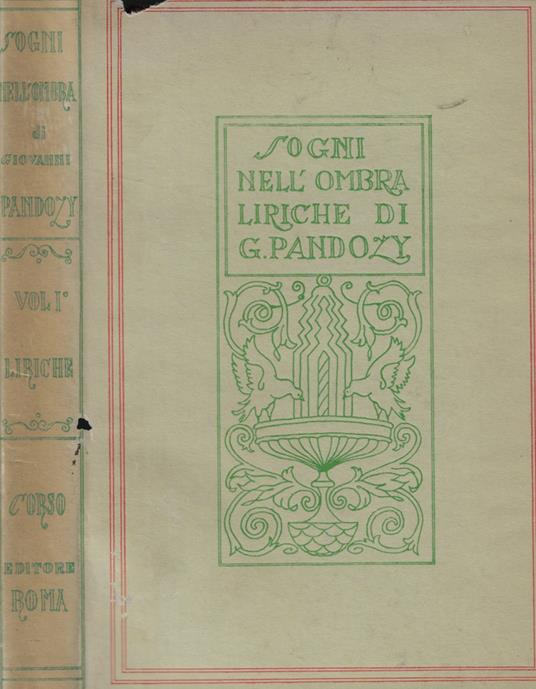 SOGNI
NELL'OMBRA
di
GIOVANNI
PANDOZY
VOL I°
LIRICHE
CORSO
EDITORE
ROMA
SOGNI
NELL' OMBRA
LIRICHE DI
G. PANDOZY